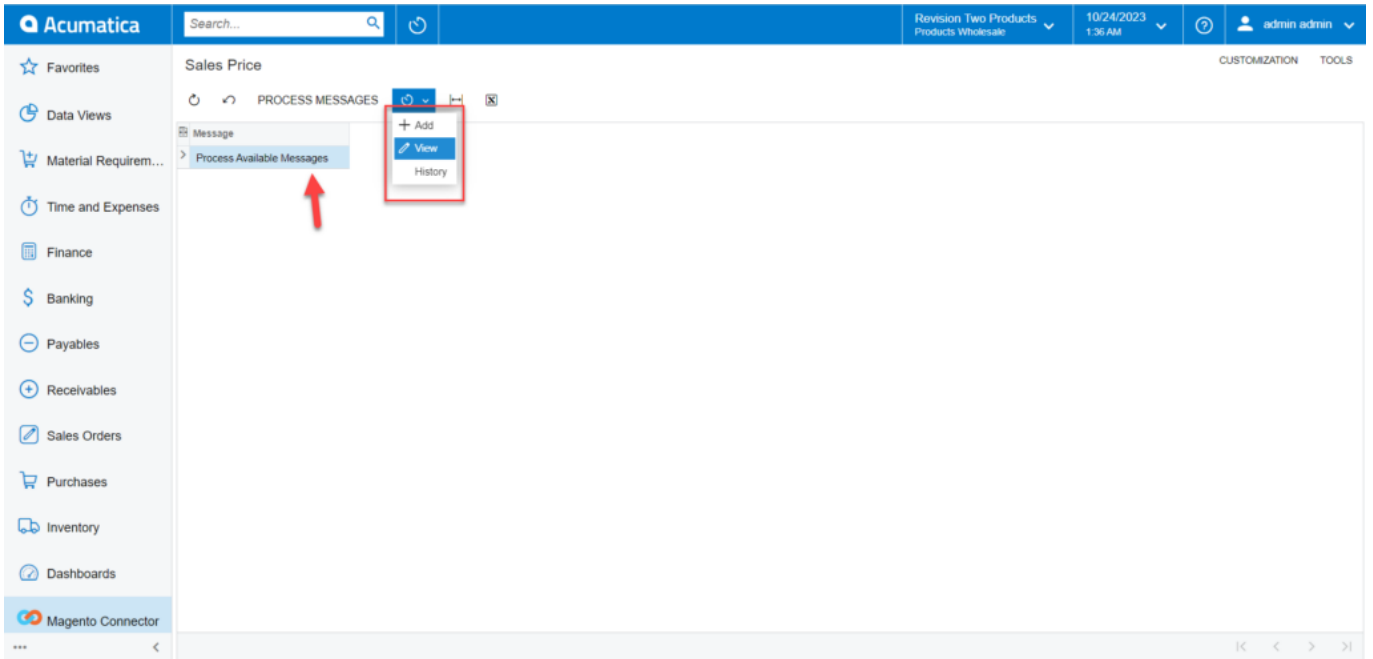 Acumatica
Search...
Revision Two Products
Products Wholesale
10/24/2023
1:36 AM
admin admin
Favorites
Data Views
Material Requirem...
Time and Expenses
Finance
Banking
Payables
Receivables
Sales Orders
Purchases
Inventory
Dashboards
Magento Connector
Sales Price
CUSTOMIZATION TOOLS
PROCESS MESSAGES
Message
Process Available Messages
Add
View
History